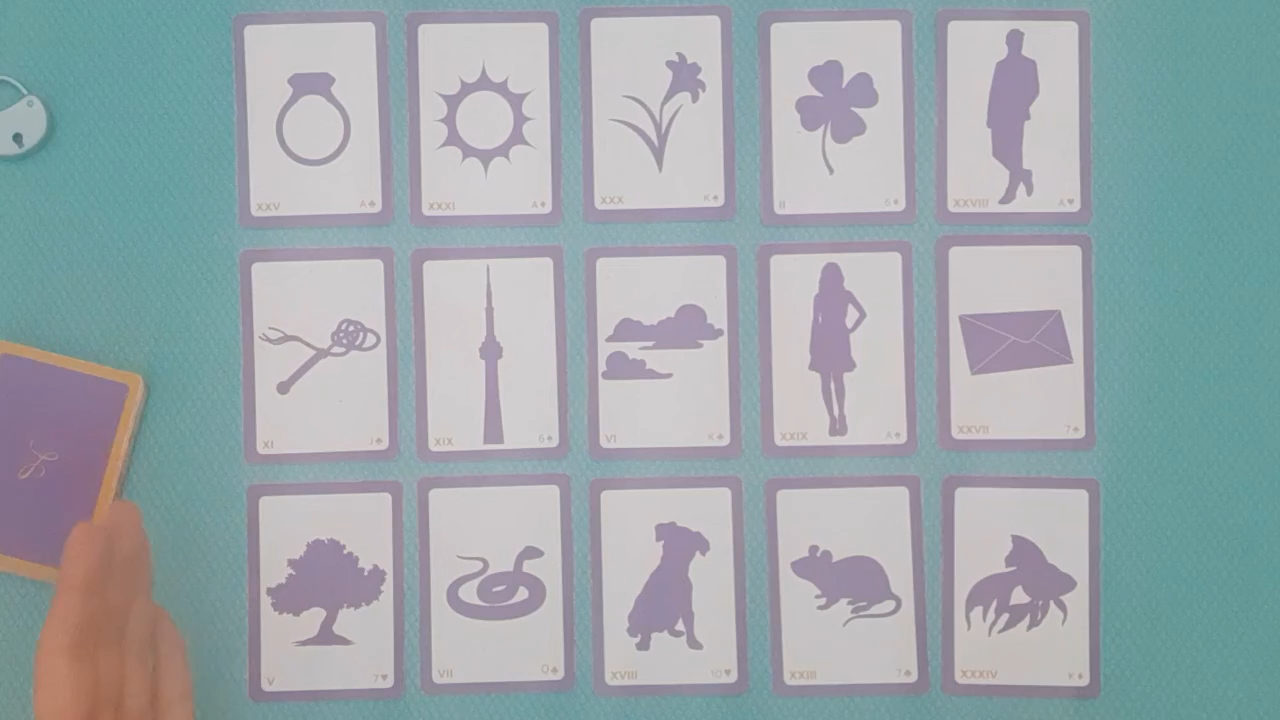 XXV A♣
XXXI A♦
XXX K♠
II 6♦
XXVIII A♥
XI J♣
XIX 6♠
VI K♣
XXIX A♠
XXVII 7♠
V 7♥
VII Q♣
XVIII 10♥
XXIII 7♣
XXXIV K♦